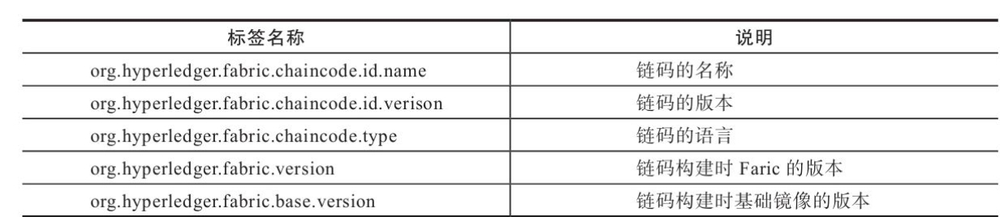 标签名称 说明
org.hyperledger.fabric.chaincode.id.name 链码的名称
org.hyperledger.fabric.chaincode.id.verison 链码的版本
org.hyperledger.fabric.chaincode.type 链码的语言
org.hyperledger.fabric.version 链码构建时 Faric 的版本
org.hyperledger.fabric.base.version 链码构建时基础镜像的版本